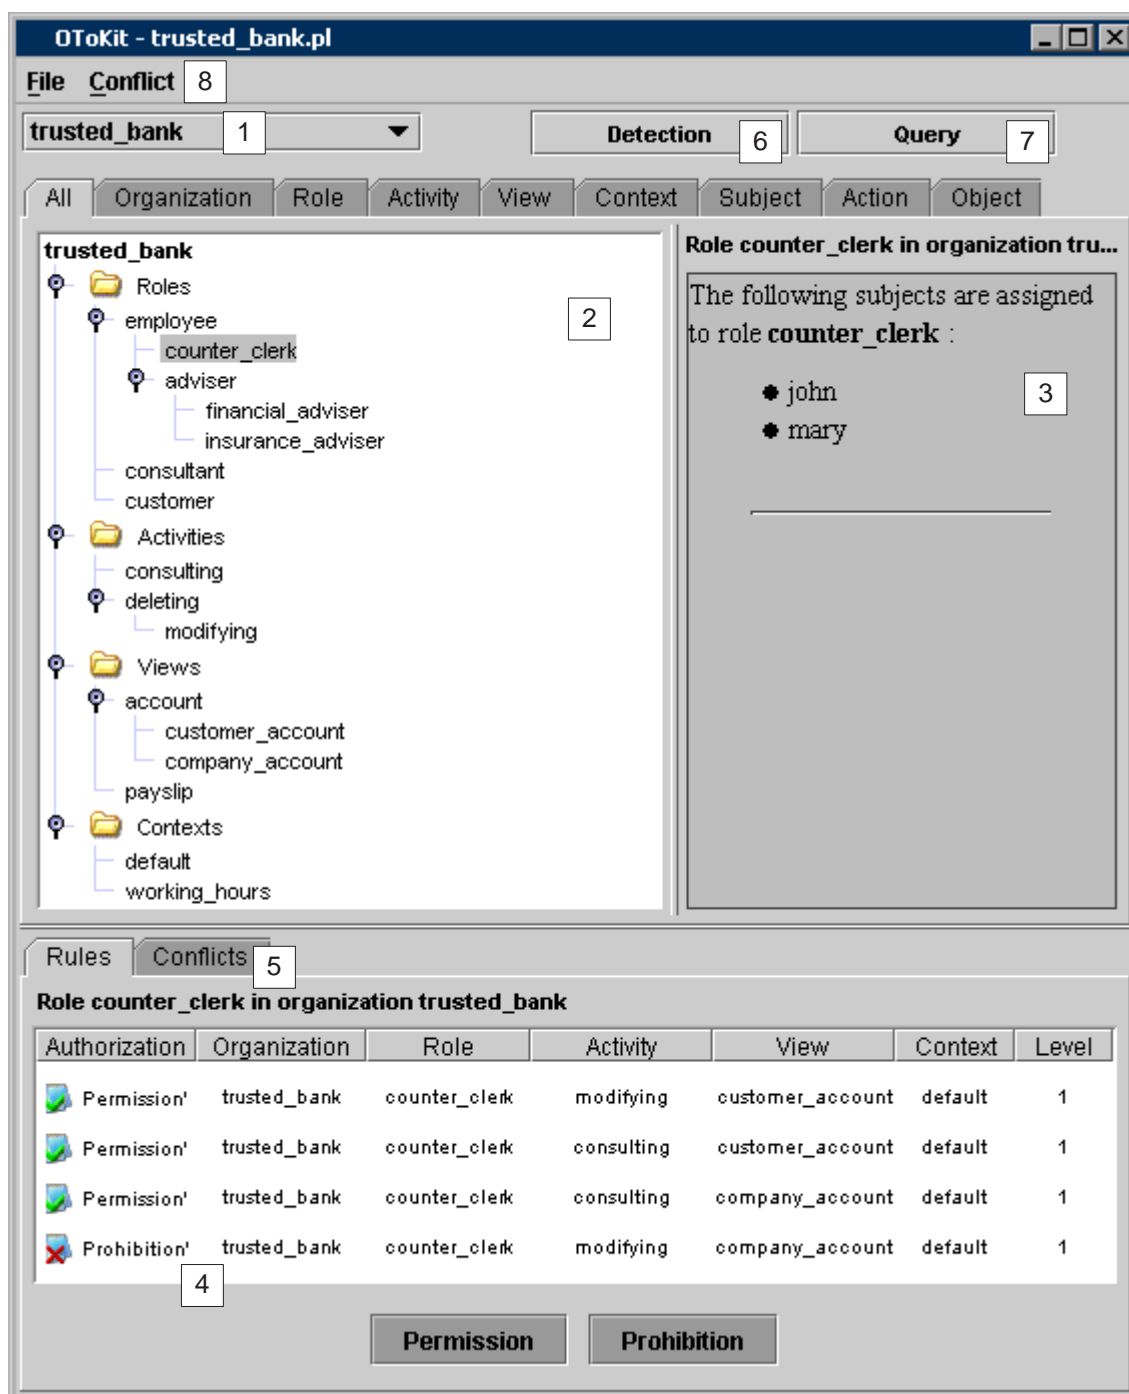 OToKit - trusted_bank.pl
File Conflict 8
trusted_bank 1 Detection 6 Query 7
All Organization Role Activity View Context Subject Action Object
trusted_bank
Roles
employee
counter_clerk
adviser
financial_adviser
insurance_adviser
consultant
customer
Activities
consulting
deleting
modifying
Views
account
customer_account
company_account
payslip
Contexts
default
working_hours
2
Role counter_clerk in organization tru...
The following subjects are assigned
to role counter_clerk :
john
mary
3
Rules Conflicts 5
Role counter_clerk in organization trusted_bank
Authorization Organization Role Activity View Context Level
Permission' trusted_bank counter_clerk modifying customer_account default 1
Permission' trusted_bank counter_clerk consulting customer_account default 1
Permission' trusted_bank counter_clerk consulting company_account default 1
Prohibition' trusted_bank counter_clerk modifying company_account default 1
4
Permission Prohibition